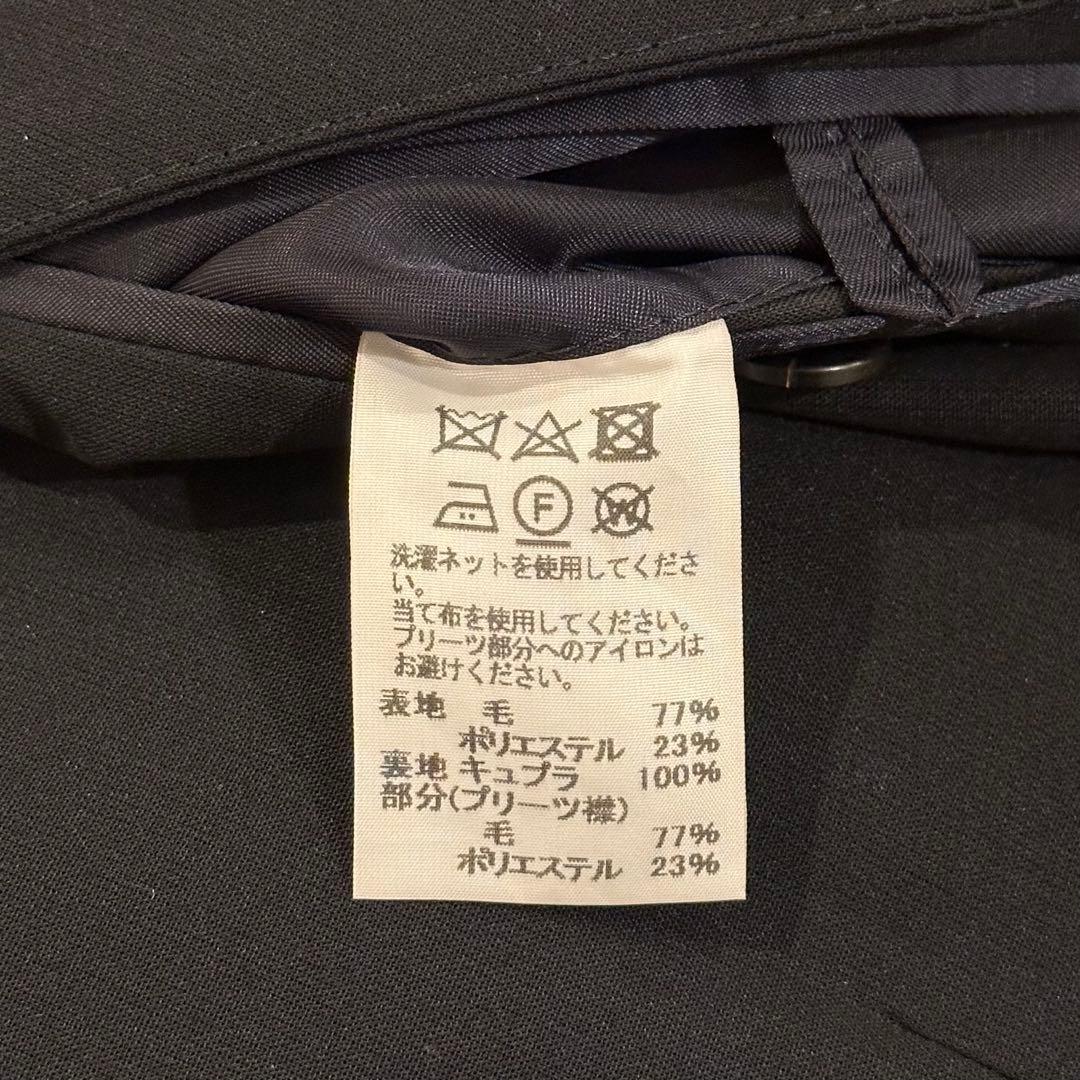 F W
洗濯ネットを使用してくださ
い。
当て布を使用してください。
プリーツ部分へのアイロンは
お避けください。
表地 毛 77%
ポリエステル 23%
裏地 キュプラ 100%
部分(プリーツ襟)
毛 77%
ポリエステル 23%